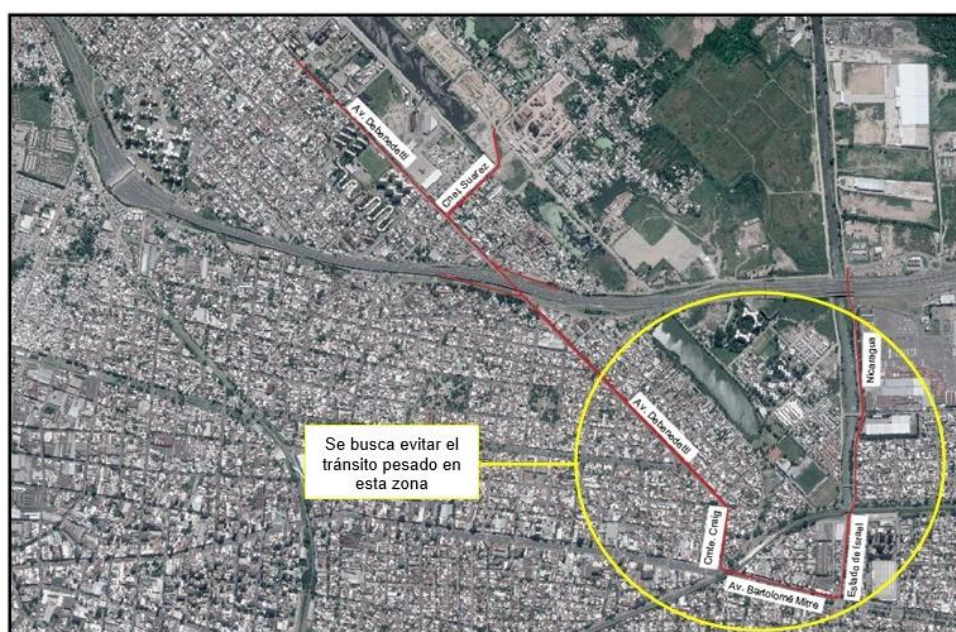 Av. Debenedetti
Cnel. Suarez
Nicaragua
Av. Debenedetti
Se busca evitar el
tránsito pesado en
esta zona
Cmte. Craig
Estado de Israel
Av. Bartolomé Mitre